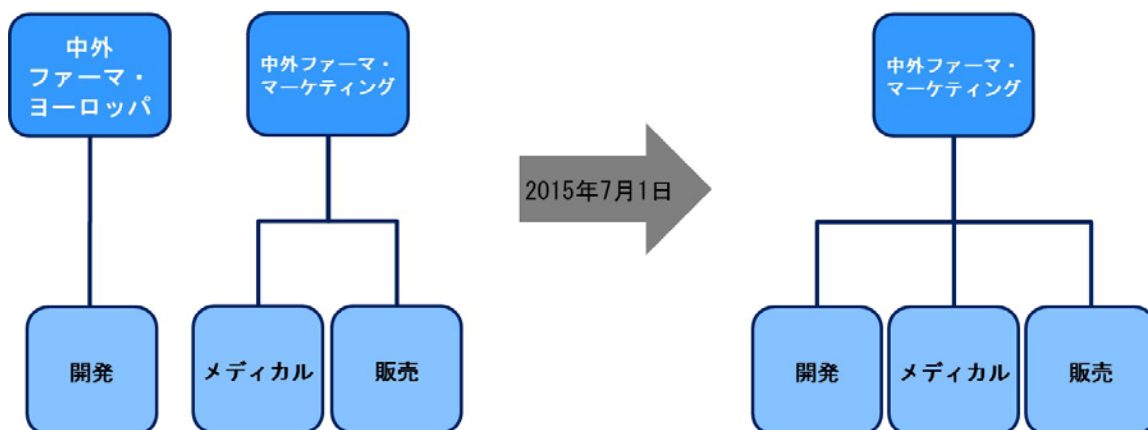 中外
ファーマ・
ヨーロッパ
中外ファーマ・
マーケティング
開発
メディカル
販売
2015年7月1日
中外ファーマ・
マーケティング
開発
メディカル
販売